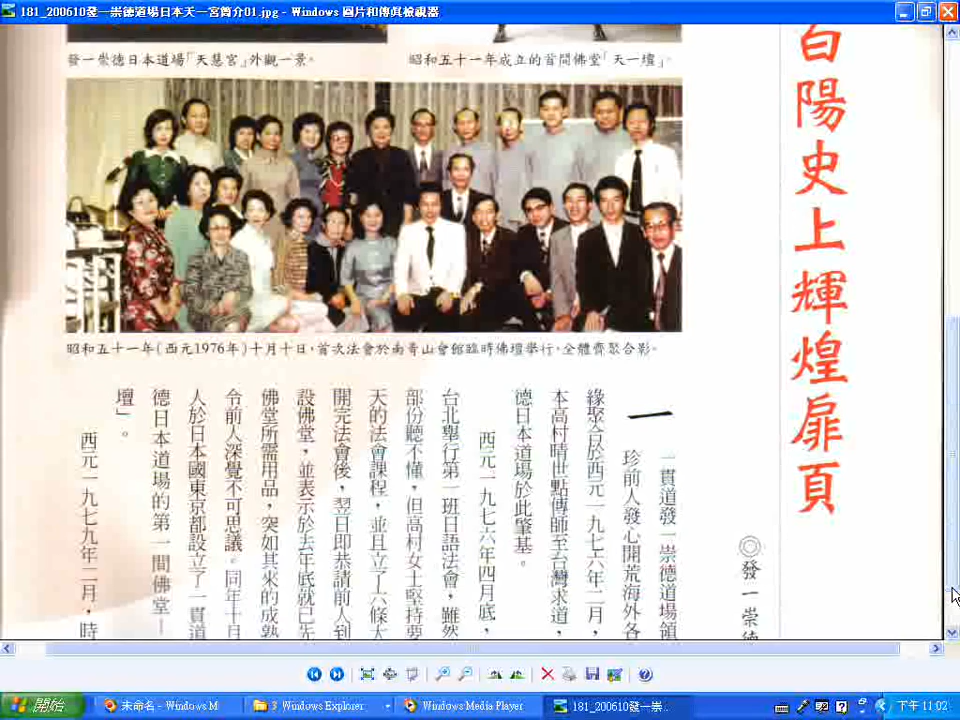 181_200610發一崇德道場日本天一宮簡介01.jpg - Windows 圖片和傳真檢視器
白陽史上輝煌扉頁
發一崇德日本道場「天慧宮」外觀一景。
昭和五十一年成立的首間佛堂「天一壇」。
昭和五十一年(西元1976年)十月十日，首次法會於南青山會館臨時佛壇舉行，全體齊聚合影。
◎發一崇德
一
一貫道發一崇德道場領
珍前人發心開荒海外各
緣聚合於西元一九七六年二月，
本高村晴世點傳師至台灣求道，
德日本道場於此肇基。
西元一九七六年四月底，
台北舉行第一班日語法會，雖然
部份聽不懂，但高村女士堅持要
天的法會課程，並且立了六條大
開完法會後，翌日即恭請前人到
設佛堂，並表示於去年底就已先
佛堂所需用品，突如其來的成熟
令前人深覺不可思議。同年十月
人於日本國東京都設立了一貫道
德日本道場的第一間佛堂—
壇」。
西元一九七九年二月，時
開始
未命名 - Windows M
3 Windows Explorer
Windows Media Player
181_200610發一崇..
下午 11:02